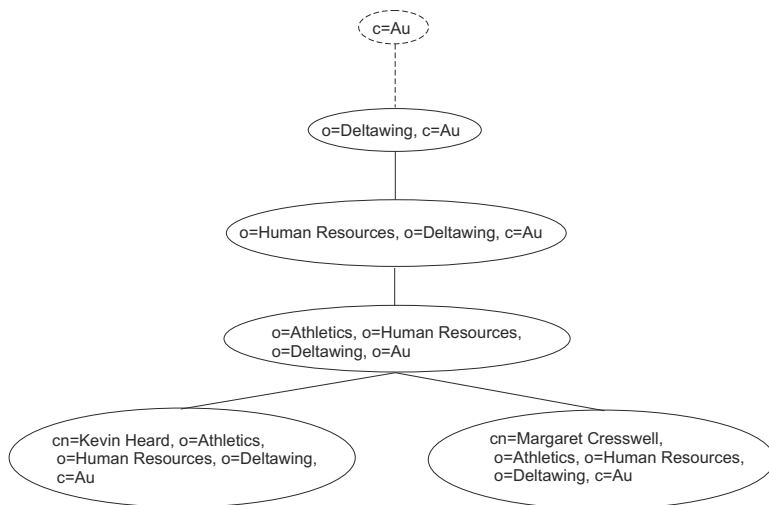 c=Au
o=Deltawing, c=Au
o=Human Resources, o=Deltawing, c=Au
o=Athletics, o=Human Resources,
o=Deltawing, o=Au
cn=Kevin Heard, o=Athletics,
o=Human Resources, o=Deltawing,
c=Au
cn=Margaret Cresswell,
o=Athletics, o=Human Resources,
o=Deltawing, c=Au